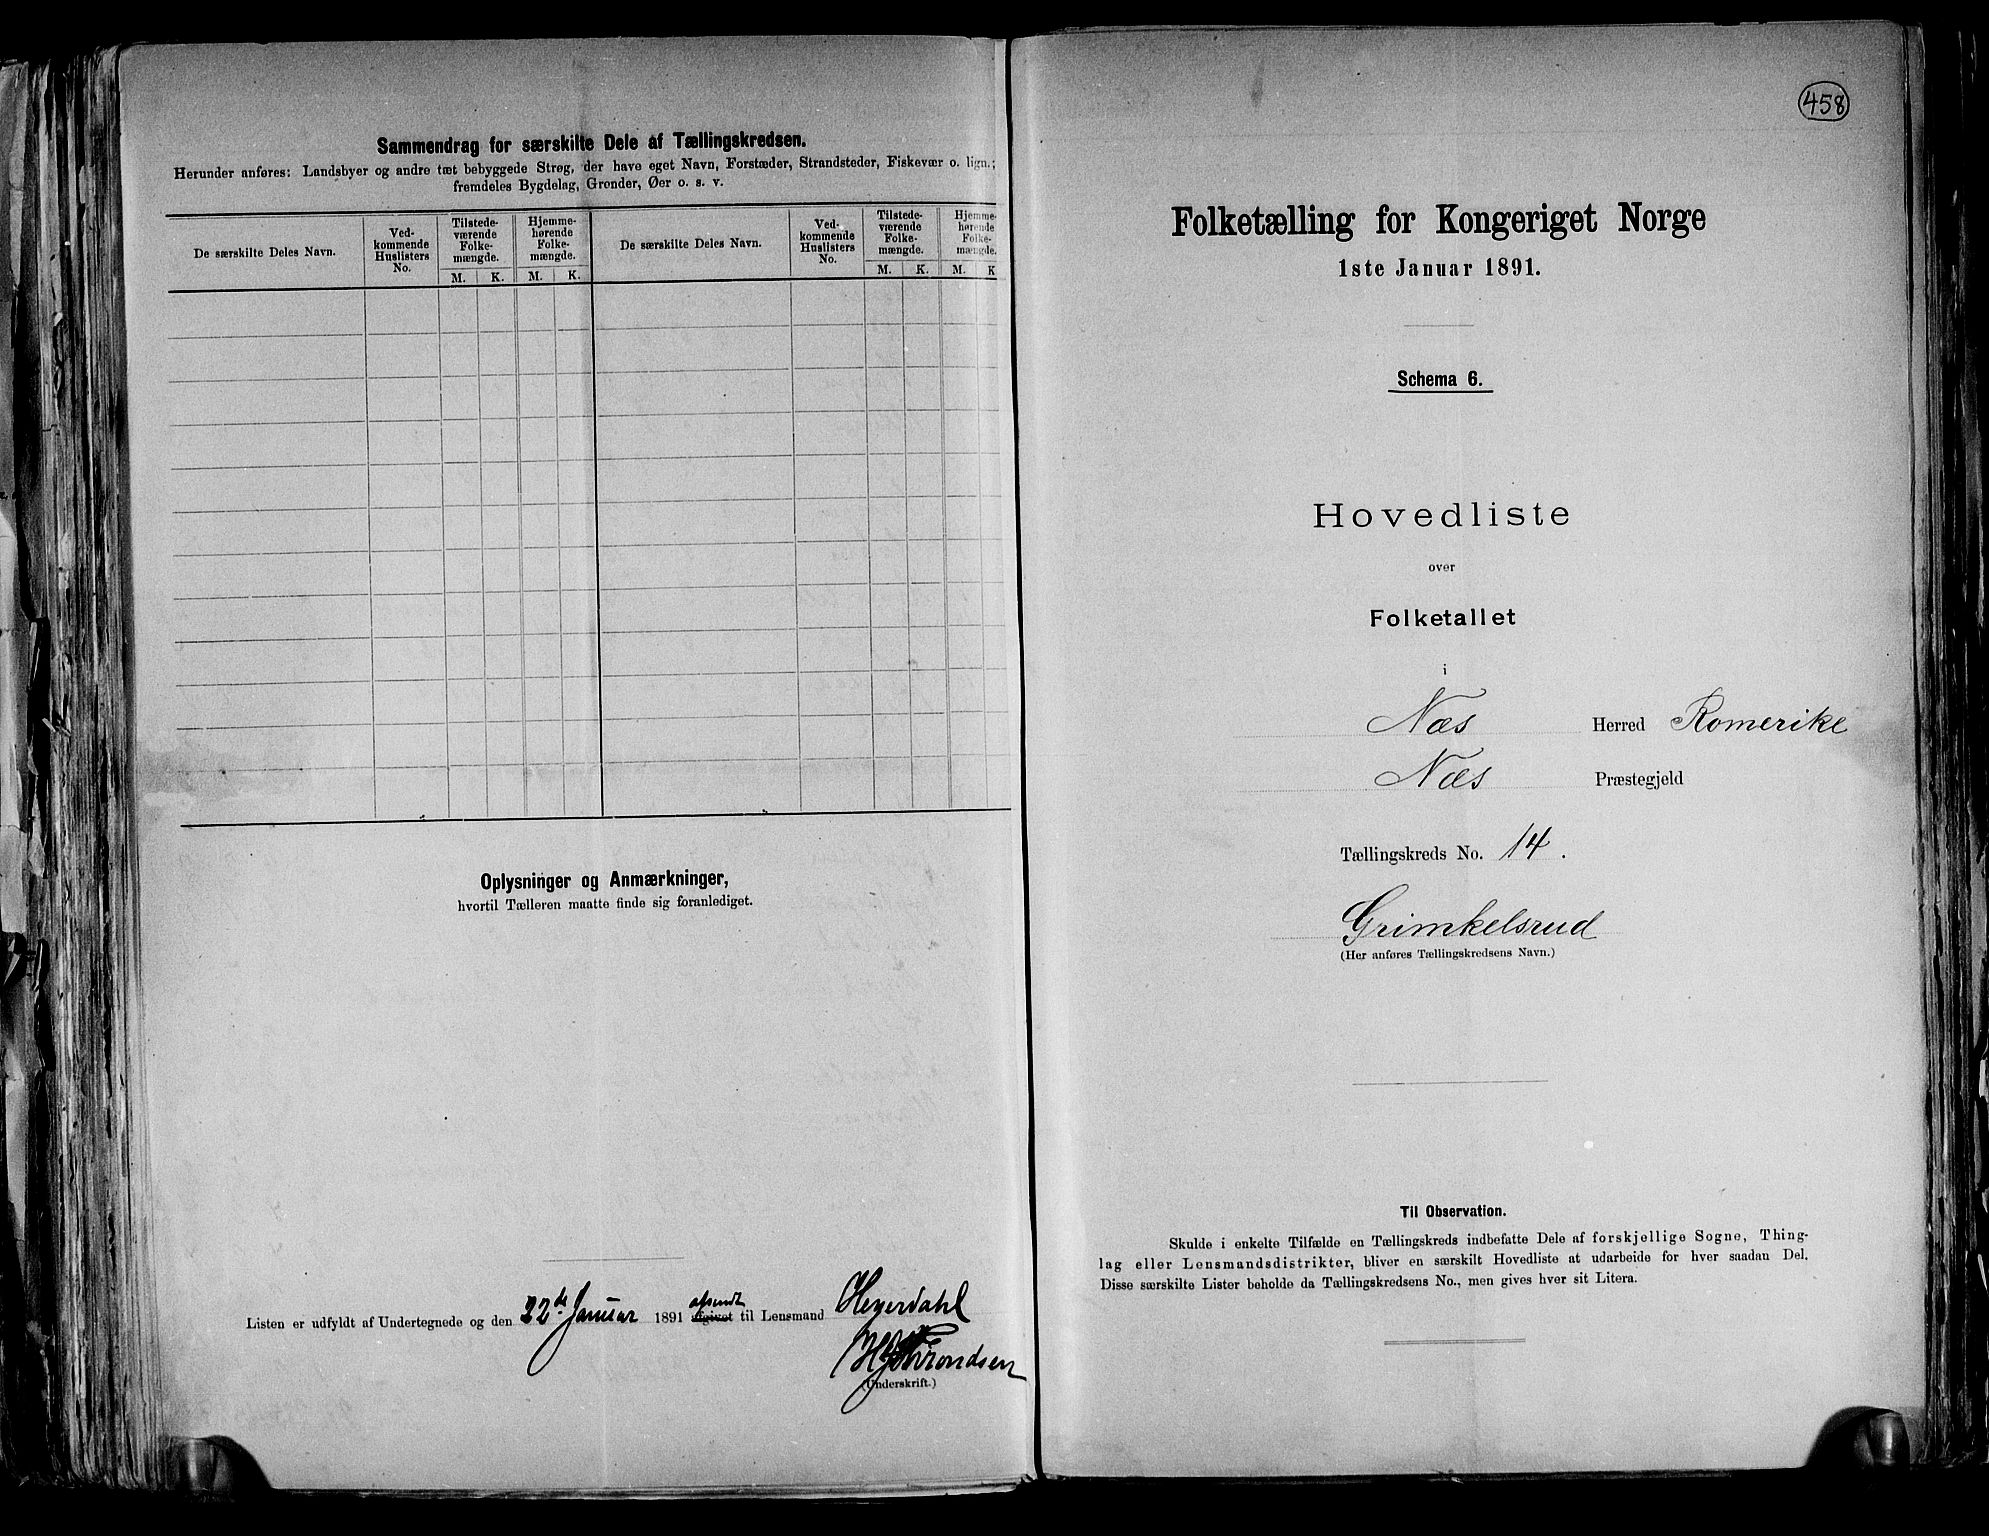 Sammendrag for særskilte Dele af Tællingskredsen.
Herunder anføres: Landsbyer og andre tæt bebyggede Strøg, der have eget Navn, Forstæder, Strandsteder, Fiskevær o. lign.;
fremdeles Bygdelag, Grender, Øer o. s. v.
De særskilte Deles Navn.
Ved-
kommende
Huslisters
No.
Tilstede-
værende
Folke-
mængde.
Hjemme-
hørende
Folke-
mængde.
M. K. M. K.
De særskilte Deles Navn.
Ved-
kommende
Huslisters
No.
Tilstede-
værende
Folke-
mængde.
Hjemme-
hørende
Folke-
mængde.
M. K. M. K
Oplysninger og Anmærkninger,
hvortil Tælleren maatte finde sig foranlediget.
afsendt
Listen er udfyldt af Undertegnede og den 22de Januar 1891 afgivet til Lensmand Heyerdahl
(Underskrift.)
458
Folketælling for Kongeriget Norge
1ste Januar 1891.
Schema 6.
Hovedliste
over
Folketallet
i
Næs Herred Romerike
Næs Præstegjeld
Tællingskreds No. 14.
Grimkelsrud
(Her anføres Tællingskredsens Navn.)
Til Observation.
Skulde i enkelte Tilfælde en Tællingskreds indbefatte Dele af forskjellige Sogne, Thing-
lag eller Lensmandsdistrikter, bliver en særskilt Hovedliste at udarbeide for hver saadan Del.
Disse særskilte Lister beholde da Tællingskredsens No., men gives hver sit Litera.